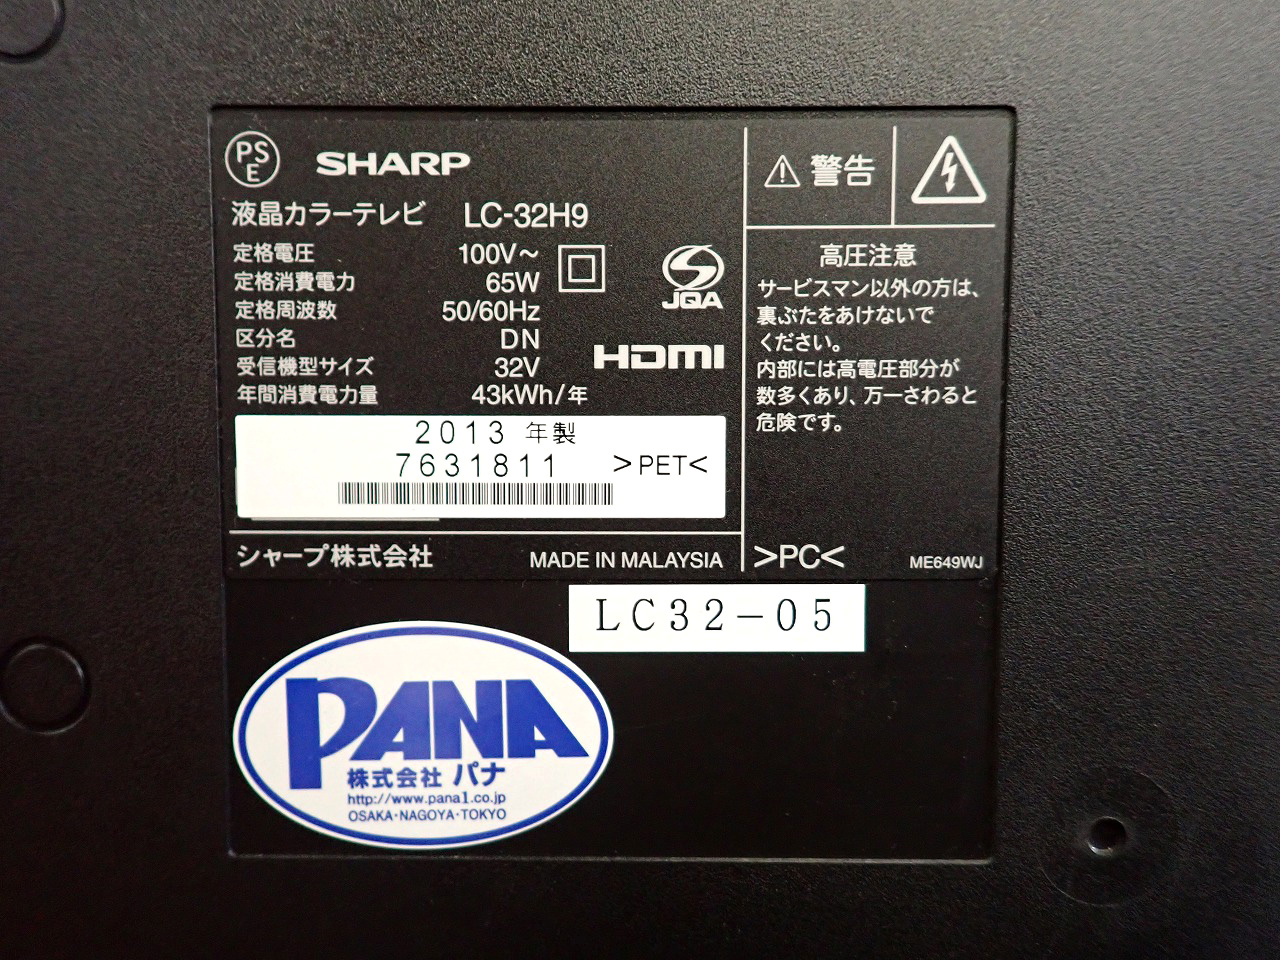 PS
E
SHARP
液晶カラーテレビ LC-32H9
定格電圧 100V～
定格消費電力 65W
定格周波数 50/60Hz
区分名 DN
受信機型サイズ 32V
年間消費電力量 43kWh/年
JQA
HDMI
2013 年製
7631811 >PET<
シャープ株式会社 MADE IN MALAYSIA
⚠ 警告
高圧注意
サービスマン以外の方は、
裏ぶたをあけないで
ください。
内部には高電圧部分が
数多くあり、万一さわると
危険です。
>PC< ME649WJ
LC32-05
PANA
株式会社 パナ
http://www.pana1.co.jp
OSAKA・NAGOYA・TOKYO